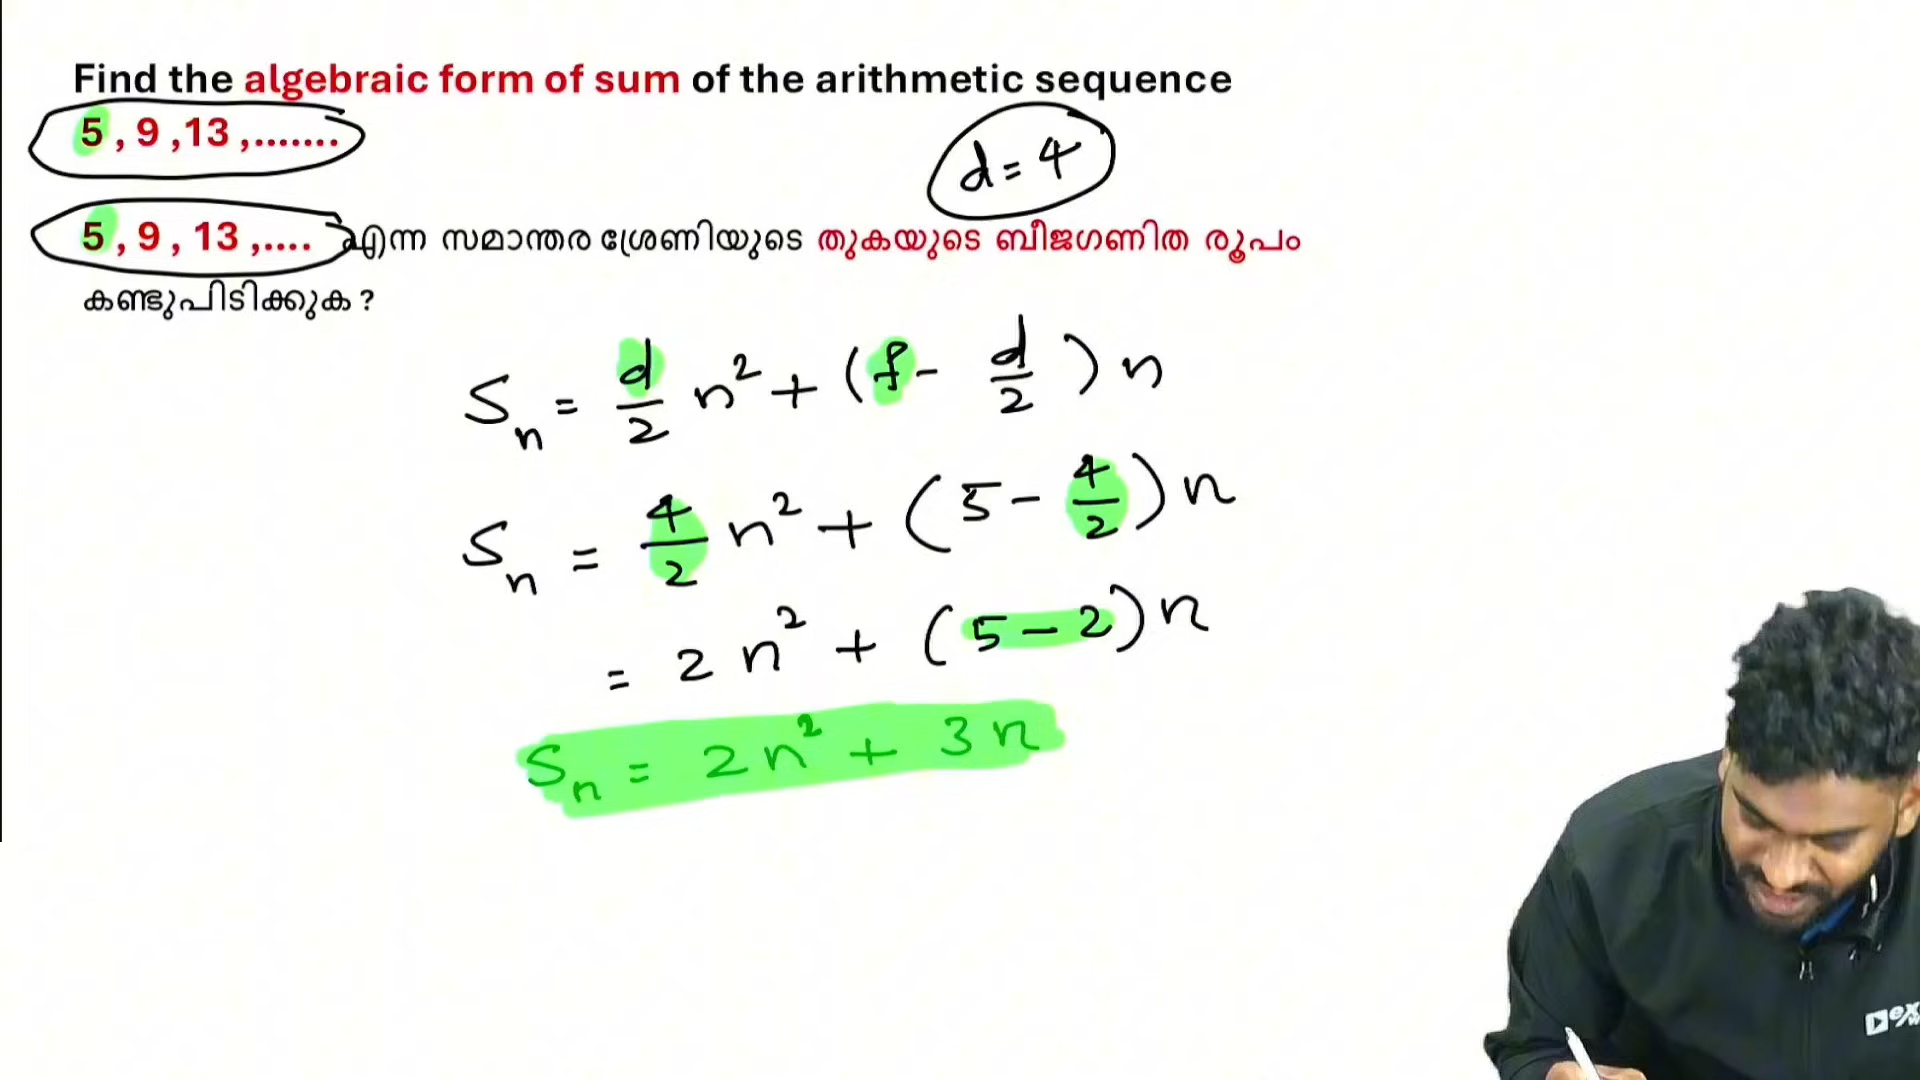 Find the algebraic form of sum of the arithmetic sequence
5 , 9 ,13 ,.......
d = 4
5 , 9 , 13 ,.... എന്ന സമാന്തര ശ്രേണിയുടെ തുകയുടെ ബീജഗണിത രൂപം
കണ്ടുപിടിക്കുക ?
Sₙ = d/2 n² + (f - d/2) n
Sₙ = 4/2 n² + (5 - 4/2) n
= 2n² + (5 - 2) n
Sₙ = 2n² + 3n